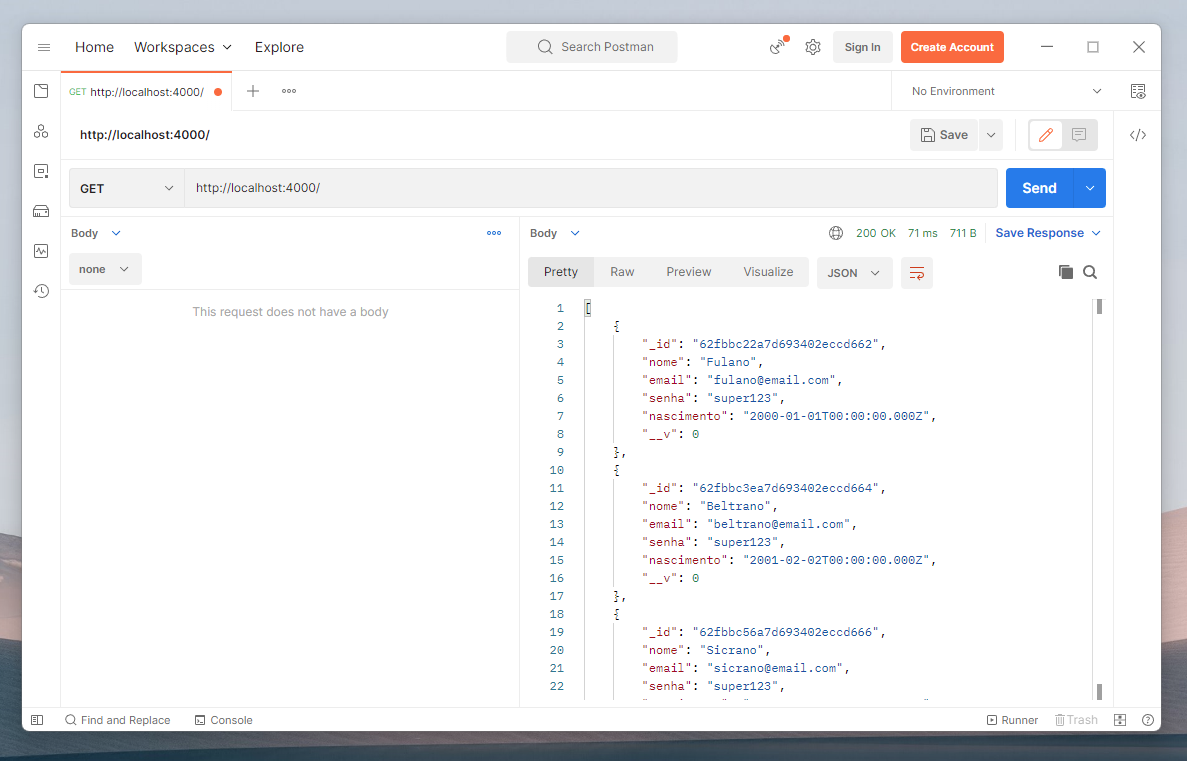 Home Workspaces Explore Search Postman Sign In Create Account
GET http://localhost:4000/ No Environment
http://localhost:4000/ Save
GET http://localhost:4000/ Send
Body Body 200 OK 71 ms 711 B Save Response
none Pretty Raw Preview Visualize JSON
This request does not have a body
1 [
2 {
3 "_id": "62fbbc22a7d693402eccd662",
4 "nome": "Fulano",
5 "email": "fulano@email.com",
6 "senha": "super123",
7 "nascimento": "2000-01-01T00:00:00.000Z",
8 "__v": 0
9 },
10 {
11 "_id": "62fbbc3ea7d693402eccd664",
12 "nome": "Beltrano",
13 "email": "beltrano@email.com",
14 "senha": "super123",
15 "nascimento": "2001-02-02T00:00:00.000Z",
16 "__v": 0
17 },
18 {
19 "_id": "62fbbc56a7d693402eccd666",
20 "nome": "Sicrano",
21 "email": "sicrano@email.com",
22 "senha": "super123",
Find and Replace Console Runner Trash